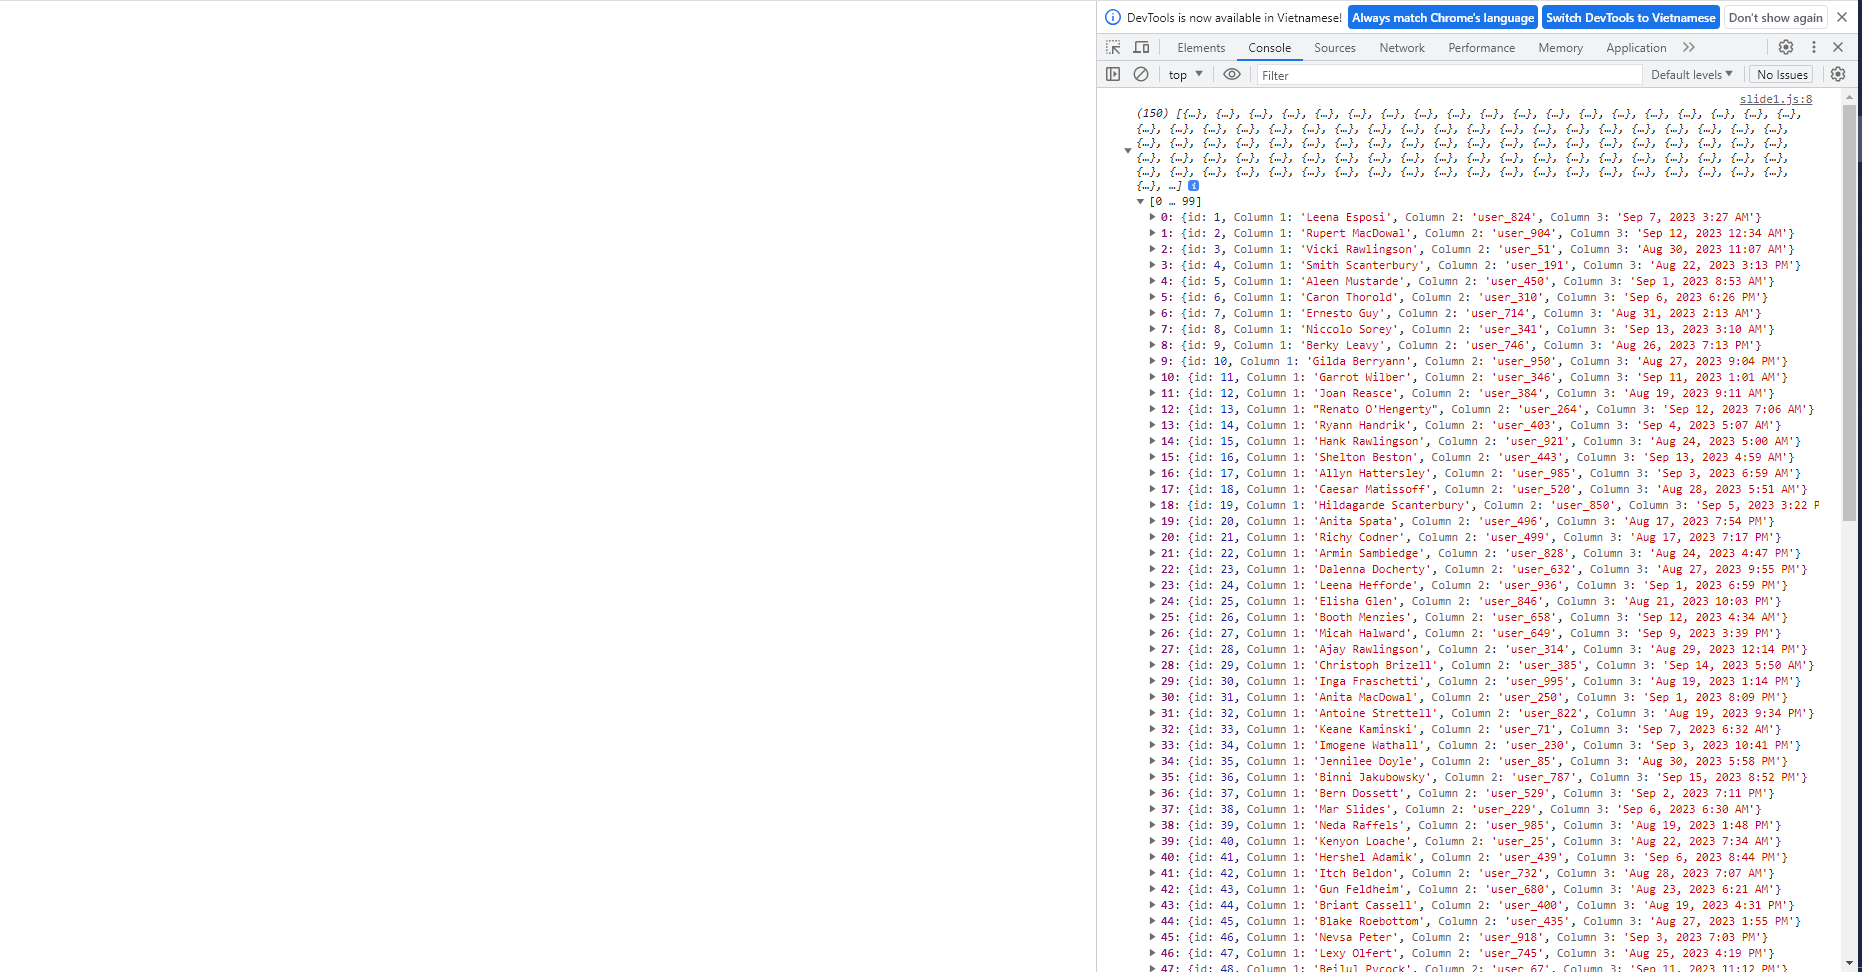 DevTools is now available in Vietnamese! Always match Chrome's language Switch DevTools to Vietnamese Don't show again
Elements Console Sources Network Performance Memory Application
top Filter Default levels No Issues
slide1.js:8
(150) [{…}, {…}, {…}, {…}, {…}, {…}, {…}, {…}, {…}, {…}, {…}, {…}, {…}, {…}, {…}, {…}, {…}, {…}, {…},
{…}, {…}, {…}, {…}, {…}, {…}, {…}, {…}, {…}, {…}, {…}, {…}, {…}, {…}, {…}, {…}, {…}, {…}, {…}, {…},
{…}, {…}, {…}, {…}, {…}, {…}, {…}, {…}, {…}, {…}, {…}, {…}, {…}, {…}, {…}, {…}, {…}, {…}, {…}, {…},
{…}, {…}, {…}, {…}, {…}, {…}, {…}, {…}, {…}, {…}, {…}, {…}, {…}, {…}, {…}, {…}, {…}, {…}, {…}, {…},
{…}, {…}, {…}, {…}, {…}, {…}, {…}, {…}, {…}, {…}, {…}, {…}, {…}, {…}, {…}, {…}, {…}, {…}, {…}, {…},
{…}, …]
[0 … 99]
0: {id: 1, Column 1: 'Leena Esposi', Column 2: 'user_824', Column 3: 'Sep 7, 2023 3:27 AM'}
1: {id: 2, Column 1: 'Rupert MacDowal', Column 2: 'user_904', Column 3: 'Sep 12, 2023 12:34 AM'}
2: {id: 3, Column 1: 'Vicki Rawlingson', Column 2: 'user_51', Column 3: 'Aug 30, 2023 11:07 AM'}
3: {id: 4, Column 1: 'Smith Scanterbury', Column 2: 'user_191', Column 3: 'Aug 22, 2023 3:13 PM'}
4: {id: 5, Column 1: 'Aleen Mustarde', Column 2: 'user_450', Column 3: 'Sep 1, 2023 8:53 AM'}
5: {id: 6, Column 1: 'Caron Thorold', Column 2: 'user_310', Column 3: 'Sep 6, 2023 6:26 PM'}
6: {id: 7, Column 1: 'Ernesto Guy', Column 2: 'user_714', Column 3: 'Aug 31, 2023 2:13 AM'}
7: {id: 8, Column 1: 'Niccolo Sorey', Column 2: 'user_341', Column 3: 'Sep 13, 2023 3:10 AM'}
8: {id: 9, Column 1: 'Berky Leavy', Column 2: 'user_746', Column 3: 'Aug 26, 2023 7:13 PM'}
9: {id: 10, Column 1: 'Gilda Berryann', Column 2: 'user_950', Column 3: 'Aug 27, 2023 9:04 PM'}
10: {id: 11, Column 1: 'Garrot Wilber', Column 2: 'user_346', Column 3: 'Sep 11, 2023 1:01 AM'}
11: {id: 12, Column 1: 'Joan Reasce', Column 2: 'user_384', Column 3: 'Aug 19, 2023 9:11 AM'}
12: {id: 13, Column 1: "Renato O'Hengerty", Column 2: 'user_264', Column 3: 'Sep 12, 2023 7:06 AM'}
13: {id: 14, Column 1: 'Ryann Handrik', Column 2: 'user_403', Column 3: 'Sep 4, 2023 5:07 AM'}
14: {id: 15, Column 1: 'Hank Rawlingson', Column 2: 'user_921', Column 3: 'Aug 24, 2023 5:00 AM'}
15: {id: 16, Column 1: 'Shelton Beston', Column 2: 'user_443', Column 3: 'Sep 13, 2023 4:59 AM'}
16: {id: 17, Column 1: 'Allyn Hattersley', Column 2: 'user_985', Column 3: 'Sep 3, 2023 6:59 AM'}
17: {id: 18, Column 1: 'Caesar Matissoff', Column 2: 'user_520', Column 3: 'Aug 28, 2023 5:51 AM'}
18: {id: 19, Column 1: 'Hildagarde Scanterbury', Column 2: 'user_850', Column 3: 'Sep 5, 2023 3:22 P
19: {id: 20, Column 1: 'Anita Spata', Column 2: 'user_496', Column 3: 'Aug 17, 2023 7:54 PM'}
20: {id: 21, Column 1: 'Richy Codner', Column 2: 'user_499', Column 3: 'Aug 17, 2023 7:17 PM'}
21: {id: 22, Column 1: 'Armin Sambiedge', Column 2: 'user_828', Column 3: 'Aug 24, 2023 4:47 PM'}
22: {id: 23, Column 1: 'Dalenna Docherty', Column 2: 'user_632', Column 3: 'Aug 27, 2023 9:55 PM'}
23: {id: 24, Column 1: 'Leena Hefforde', Column 2: 'user_936', Column 3: 'Sep 1, 2023 6:59 PM'}
24: {id: 25, Column 1: 'Elisha Glen', Column 2: 'user_846', Column 3: 'Aug 21, 2023 10:03 PM'}
25: {id: 26, Column 1: 'Booth Menzies', Column 2: 'user_658', Column 3: 'Sep 12, 2023 4:34 AM'}
26: {id: 27, Column 1: 'Micah Halward', Column 2: 'user_649', Column 3: 'Sep 9, 2023 3:39 PM'}
27: {id: 28, Column 1: 'Ajay Rawlingson', Column 2: 'user_314', Column 3: 'Aug 29, 2023 12:14 PM'}
28: {id: 29, Column 1: 'Christoph Brizell', Column 2: 'user_385', Column 3: 'Sep 14, 2023 5:50 AM'}
29: {id: 30, Column 1: 'Inga Fraschetti', Column 2: 'user_995', Column 3: 'Aug 19, 2023 1:14 PM'}
30: {id: 31, Column 1: 'Anita MacDowal', Column 2: 'user_250', Column 3: 'Sep 1, 2023 8:09 PM'}
31: {id: 32, Column 1: 'Antoine Strettell', Column 2: 'user_822', Column 3: 'Aug 19, 2023 9:34 PM'}
32: {id: 33, Column 1: 'Keane Kaminski', Column 2: 'user_71', Column 3: 'Sep 7, 2023 6:32 AM'}
33: {id: 34, Column 1: 'Imogene Wathall', Column 2: 'user_230', Column 3: 'Sep 3, 2023 10:41 PM'}
34: {id: 35, Column 1: 'Jennilee Doyle', Column 2: 'user_85', Column 3: 'Aug 30, 2023 5:58 PM'}
35: {id: 36, Column 1: 'Binni Jakubowsky', Column 2: 'user_787', Column 3: 'Sep 15, 2023 8:52 PM'}
36: {id: 37, Column 1: 'Bern Dossett', Column 2: 'user_529', Column 3: 'Sep 2, 2023 7:11 PM'}
37: {id: 38, Column 1: 'Mar Slides', Column 2: 'user_229', Column 3: 'Sep 6, 2023 6:30 AM'}
38: {id: 39, Column 1: 'Neda Raffels', Column 2: 'user_985', Column 3: 'Aug 19, 2023 1:48 PM'}
39: {id: 40, Column 1: 'Kenyon Loache', Column 2: 'user_25', Column 3: 'Aug 22, 2023 7:34 AM'}
40: {id: 41, Column 1: 'Hershel Adamik', Column 2: 'user_439', Column 3: 'Sep 6, 2023 8:44 PM'}
41: {id: 42, Column 1: 'Itch Beldon', Column 2: 'user_732', Column 3: 'Aug 28, 2023 7:07 AM'}
42: {id: 43, Column 1: 'Gun Feldheim', Column 2: 'user_680', Column 3: 'Aug 23, 2023 6:21 AM'}
43: {id: 44, Column 1: 'Briant Cassell', Column 2: 'user_400', Column 3: 'Aug 19, 2023 4:31 PM'}
44: {id: 45, Column 1: 'Blake Roebottom', Column 2: 'user_435', Column 3: 'Aug 27, 2023 1:55 PM'}
45: {id: 46, Column 1: 'Nevsa Peter', Column 2: 'user_918', Column 3: 'Sep 3, 2023 7:03 PM'}
46: {id: 47, Column 1: 'Lexy Olfert', Column 2: 'user_745', Column 3: 'Aug 25, 2023 4:19 PM'}
47: {id: 48, Column 1: 'Beilul Pycock', Column 2: 'user_67', Column 3: 'Sep 11, 2023 11:12 PM'}